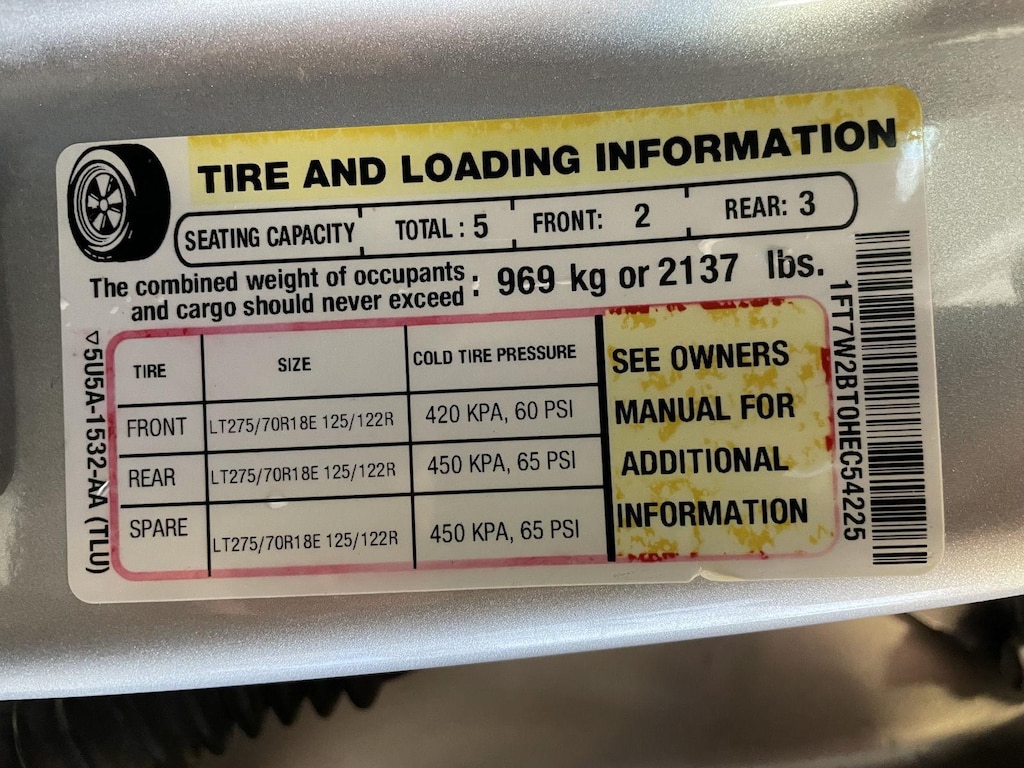 TIRE AND LOADING INFORMATION
SEATING CAPACITY TOTAL : 5 FRONT: 2 REAR: 3
The combined weight of occupants
and cargo should never exceed : 969 kg or 2137 lbs.
TIRE SIZE COLD TIRE PRESSURE
FRONT LT275/70R18E 125/122R 420 KPA, 60 PSI
REAR LT275/70R18E 125/122R 450 KPA, 65 PSI
SPARE LT275/70R18E 125/122R 450 KPA, 65 PSI
SEE OWNERS
MANUAL FOR
ADDITIONAL
INFORMATION
▽5U5A-1532-AA (TLU)
1FT7W2BT0HEC54225